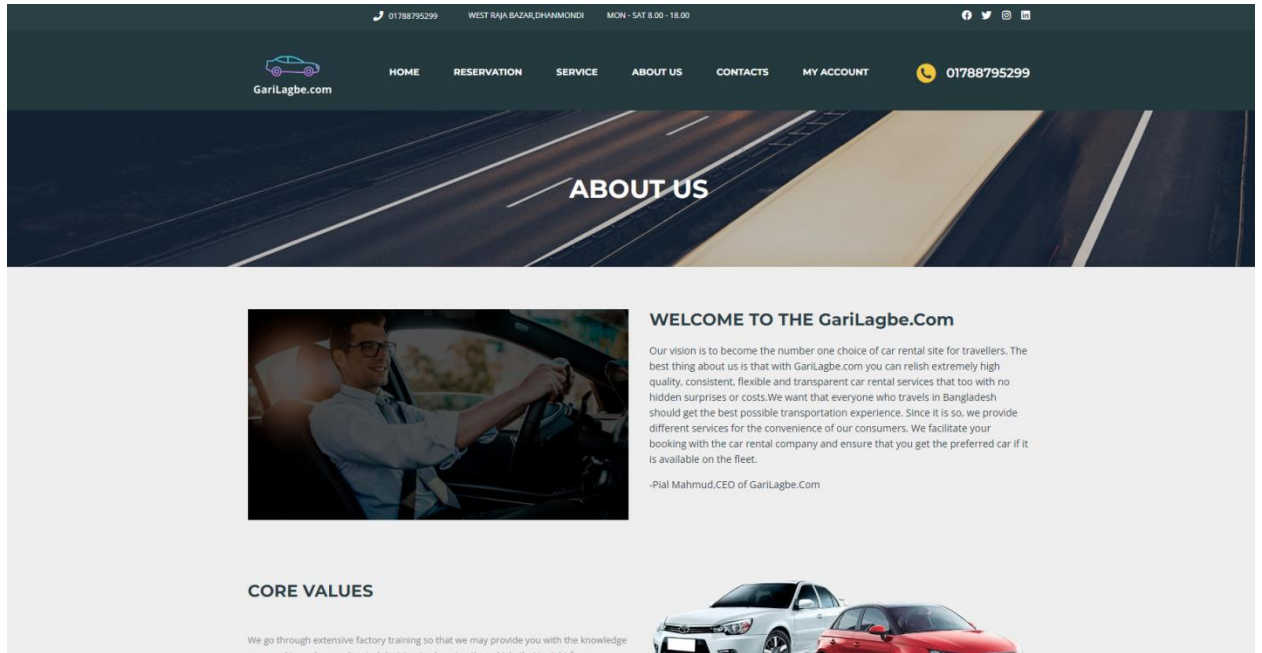 01788795299 WEST RAJA BAZAR,DHANMONDI MON - SAT 8.00 - 18.00
GariLagbe.com
HOME RESERVATION SERVICE ABOUT US CONTACTS MY ACCOUNT 01788795299
ABOUT US
WELCOME TO THE GariLagbe.Com
Our vision is to become the number one choice of car rental site for travellers. The
best thing about us is that with GariLagbe.com you can relish extremely high
quality, consistent, flexible and transparent car rental services that too with no
hidden surprises or costs.We want that everyone who travels in Bangladesh
should get the best possible transportation experience. Since it is so, we provide
different services for the convenience of our consumers. We facilitate your
booking with the car rental company and ensure that you get the preferred car if it
is available on the fleet.
-Pial Mahmud,CEO of GariLagbe.Com
CORE VALUES
We go through extensive factory training so that we may provide you with the knowledge